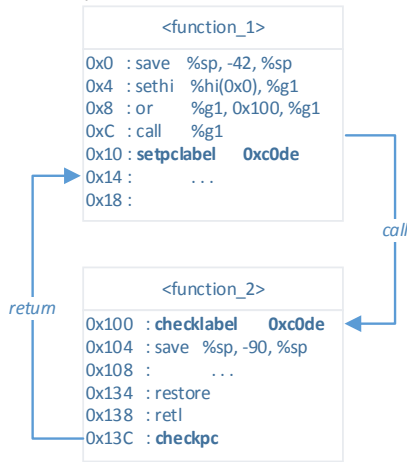 <function_1>
0x0 : save %sp, -42, %sp
0x4 : sethi %hi(0x0), %g1
0x8 : or %g1, 0x100, %g1
0xC : call %g1
0x10 : setpclabel 0xc0de
0x14 : ...
0x18 :
call
<function_2>
return
0x100 : checklabel 0xc0de
0x104 : save %sp, -90, %sp
0x108 : ...
0x134 : restore
0x138 : retl
0x13C : checkpc